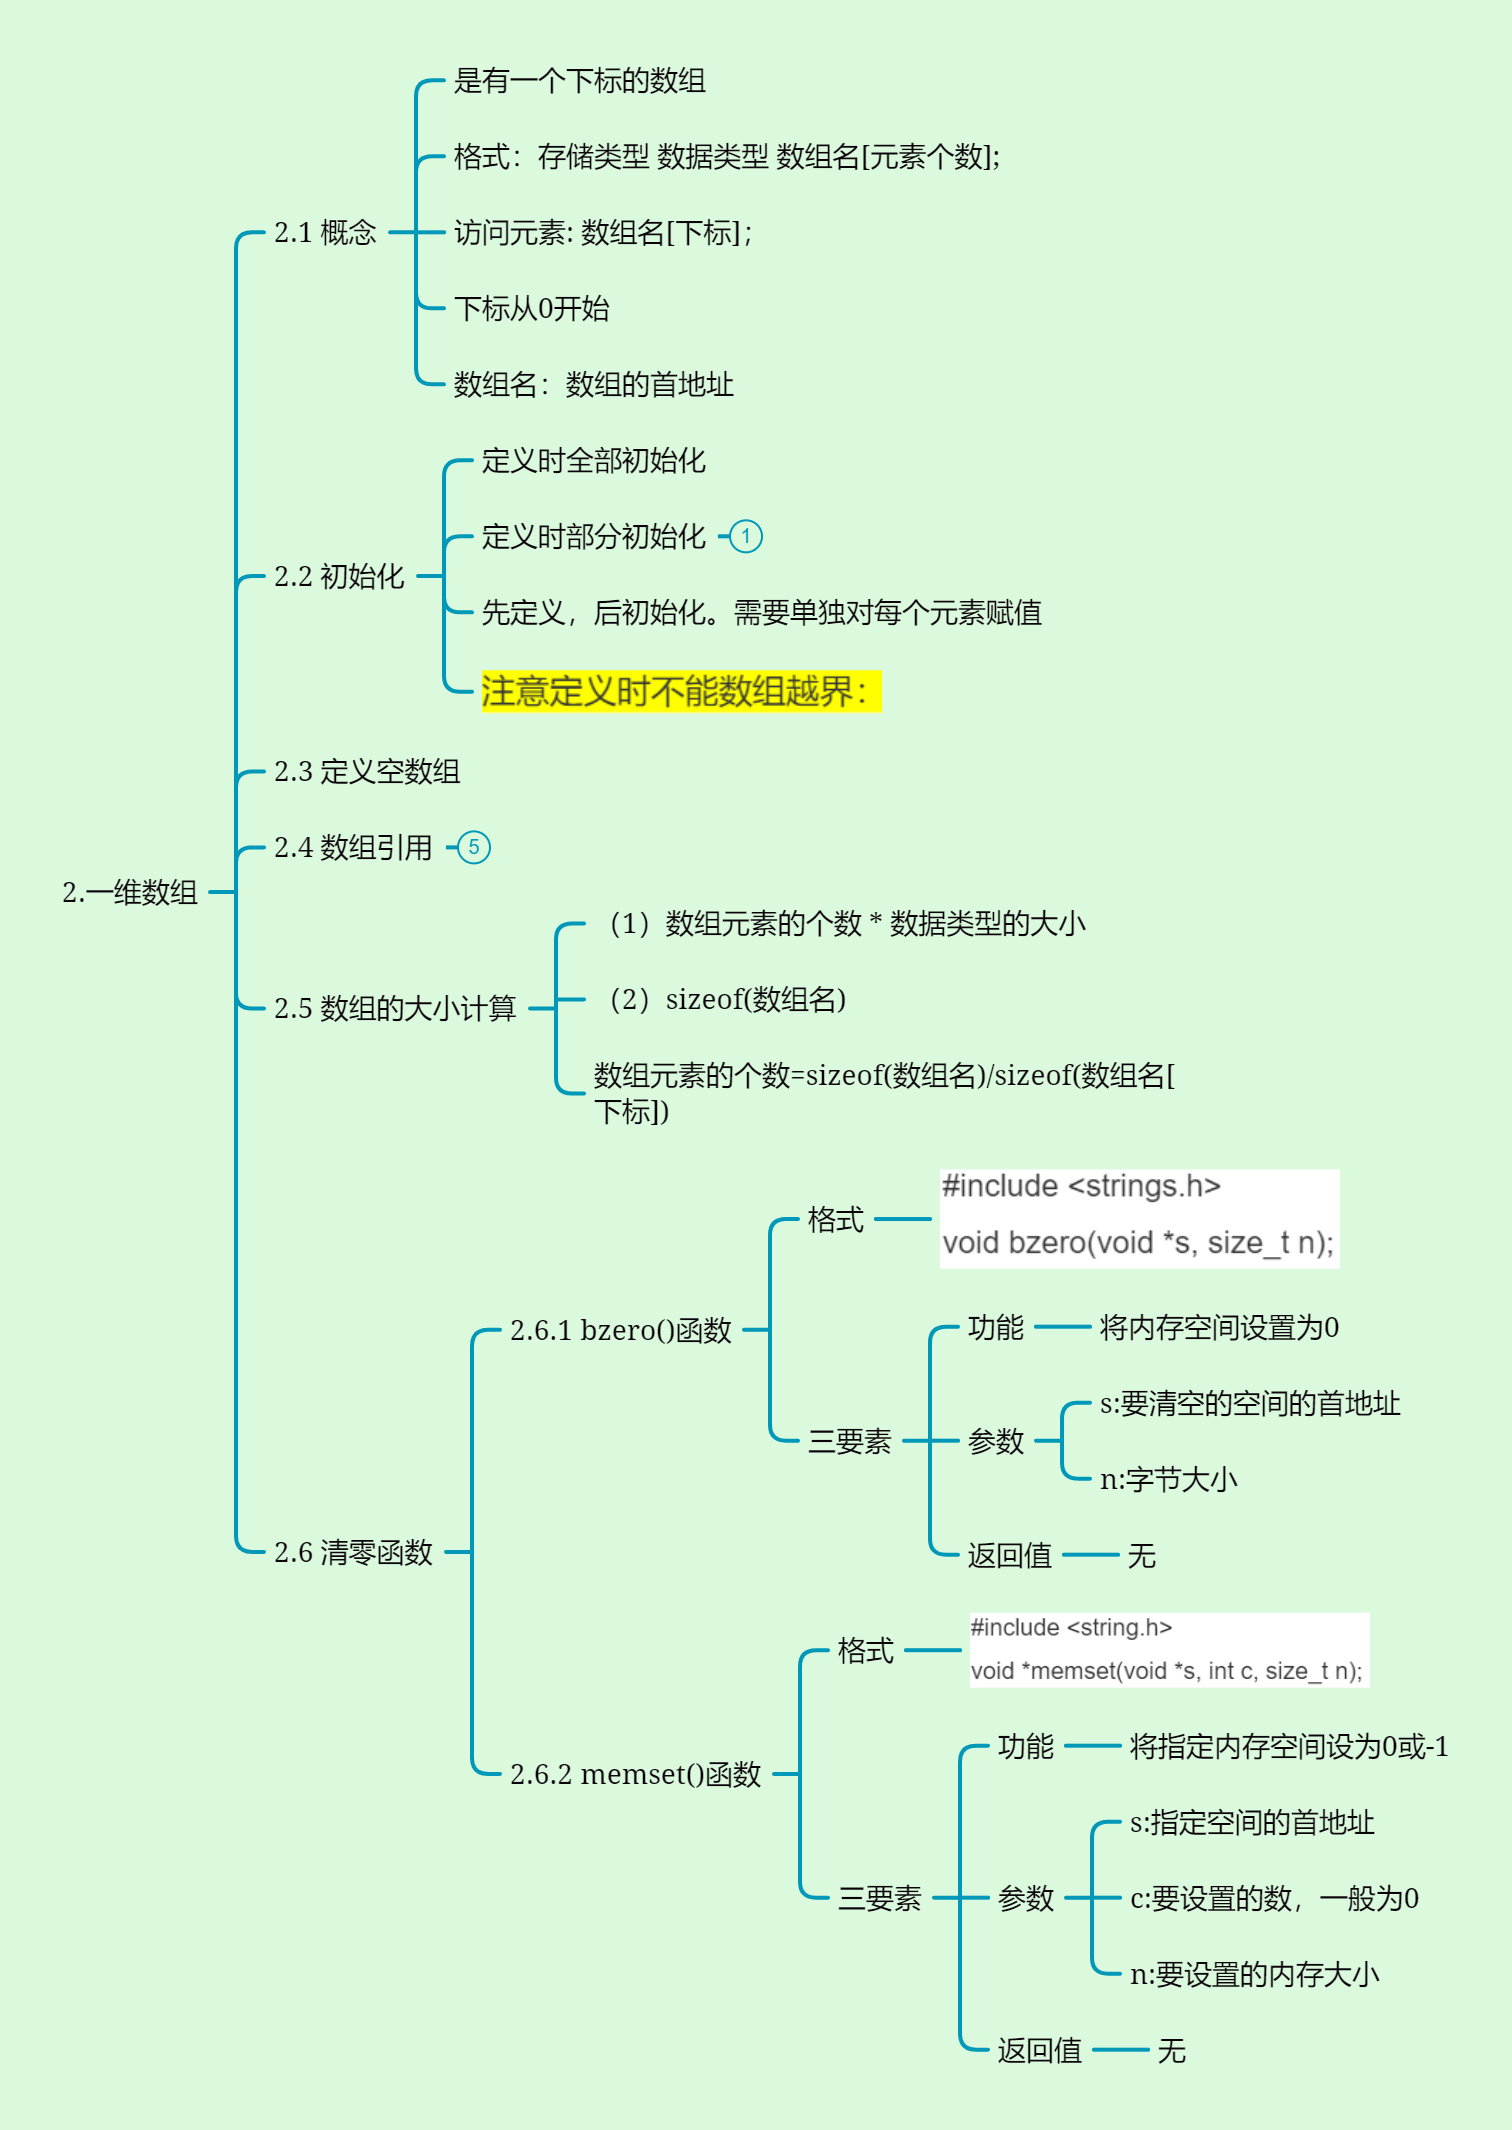 是有一个下标的数组
格式：存储类型 数据类型 数组名[元素个数];
2.1 概念
访问元素: 数组名[下标]；
下标从0开始
数组名：数组的首地址
定义时全部初始化
定义时部分初始化 1
2.2 初始化
先定义，后初始化。需要单独对每个元素赋值
注意定义时不能数组越界：
2.3 定义空数组
2.4 数组引用 5
2.一维数组
（1）数组元素的个数 * 数据类型的大小
2.5 数组的大小计算
（2）sizeof(数组名)
数组元素的个数=sizeof(数组名)/sizeof(数组名[
下标])
#include <strings.h>
格式
void bzero(void *s, size_t n);
2.6.1 bzero()函数
功能
将内存空间设置为0
s:要清空的空间的首地址
三要素
参数
n:字节大小
返回值
无
2.6 清零函数
#include <string.h>
格式
void *memset(void *s, int c, size_t n);
2.6.2 memset()函数
功能
将指定内存空间设为0或-1
s:指定空间的首地址
三要素
参数
c:要设置的数，一般为0
n:要设置的内存大小
返回值
无